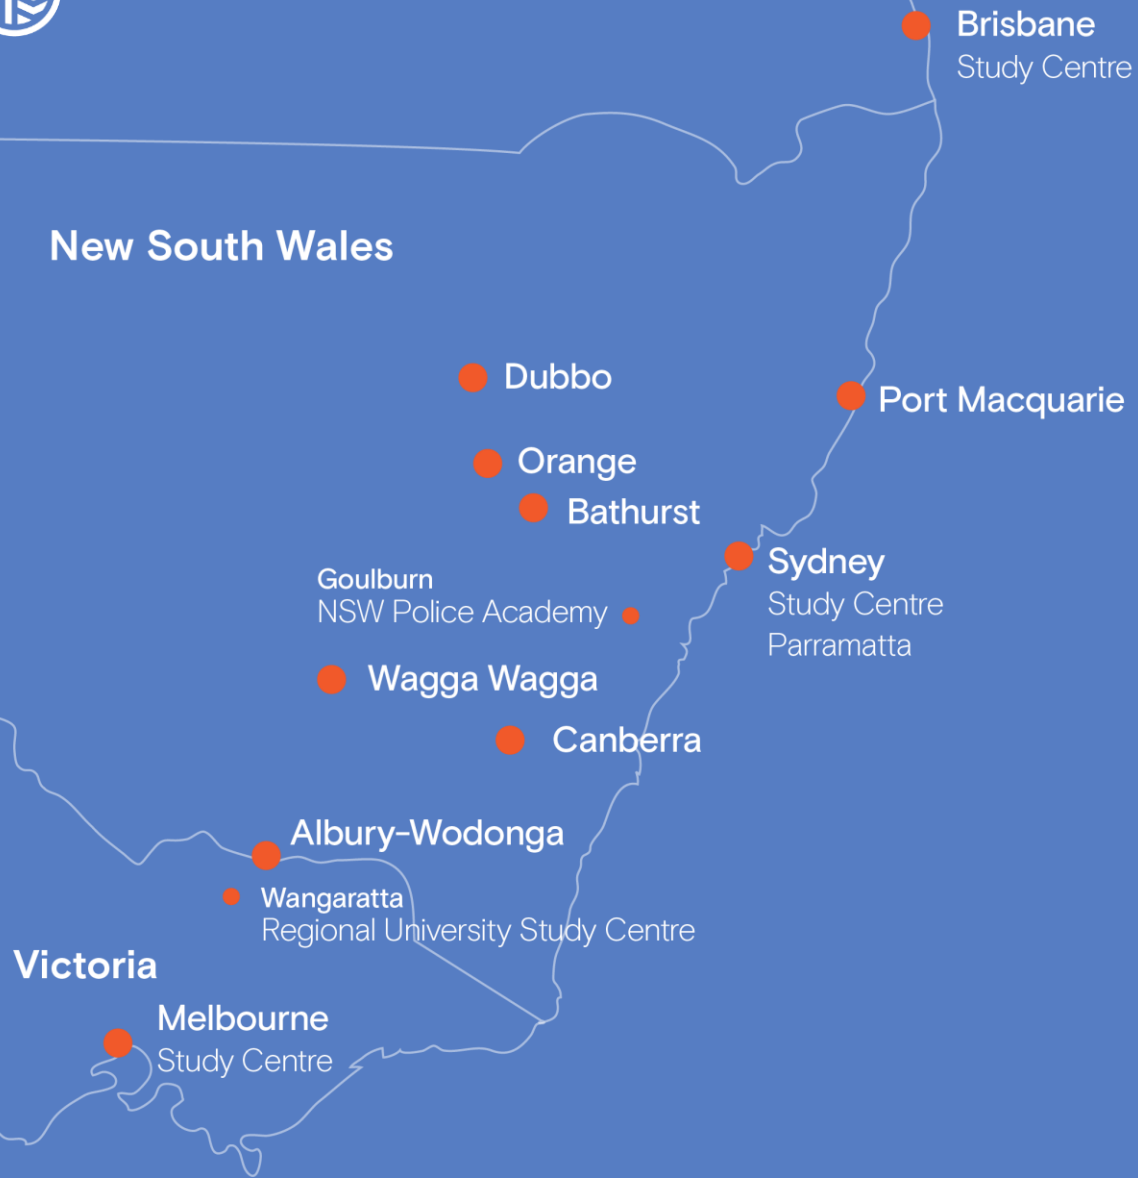 Brisbane
Study Centre
New South Wales
Dubbo
Port Macquarie
Orange
Bathurst
Sydney
Study Centre
Parramatta
Goulburn
NSW Police Academy
Wagga Wagga
Canberra
Albury-Wodonga
Wangaratta
Regional University Study Centre
Victoria
Melbourne
Study Centre